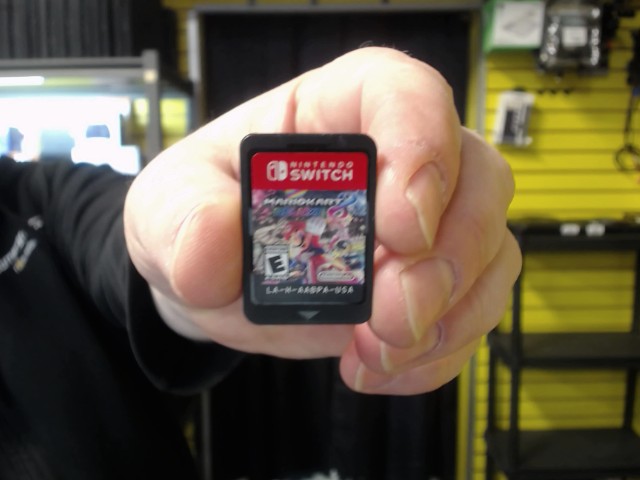 NINTENDO
SWITCH
MARIOKART
E
LA-H-AABPA-USA